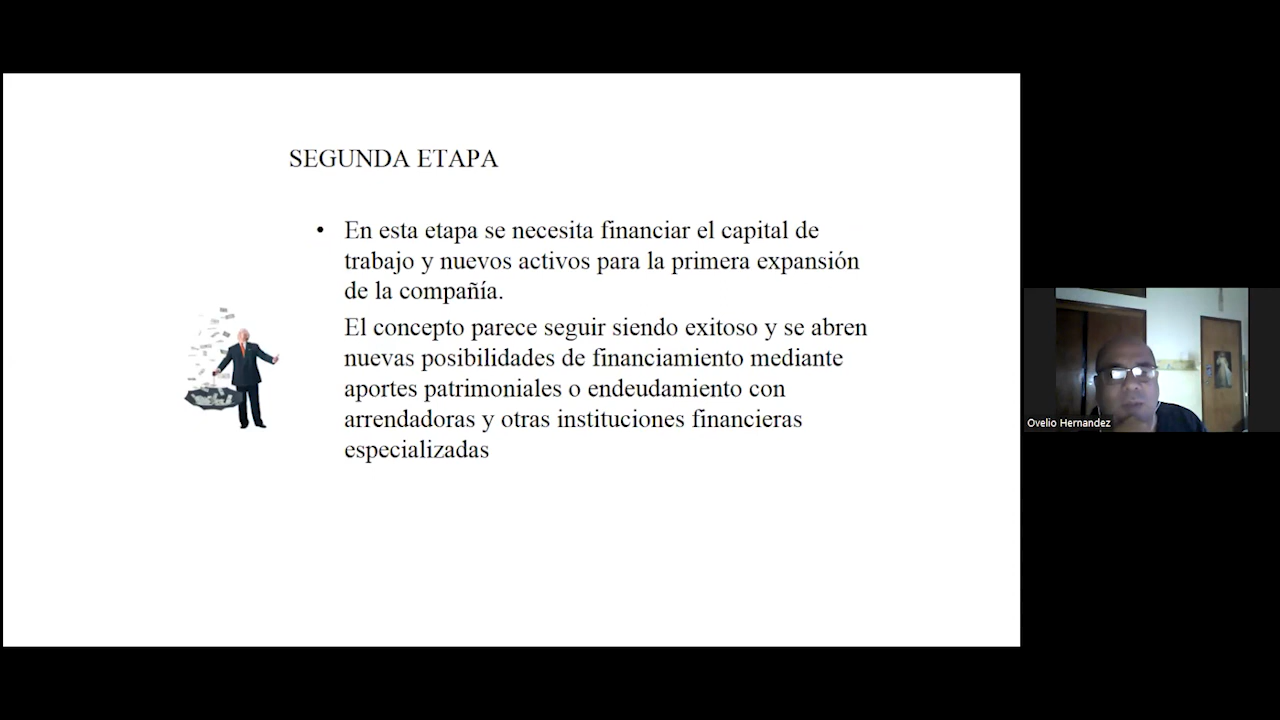 SEGUNDA ETAPA
• En esta etapa se necesita financiar el capital de
trabajo y nuevos activos para la primera expansión
de la compañía.
El concepto parece seguir siendo exitoso y se abren
nuevas posibilidades de financiamiento mediante
aportes patrimoniales o endeudamiento con
arrendadoras y otras instituciones financieras
especializadas
Ovelio Hernandez